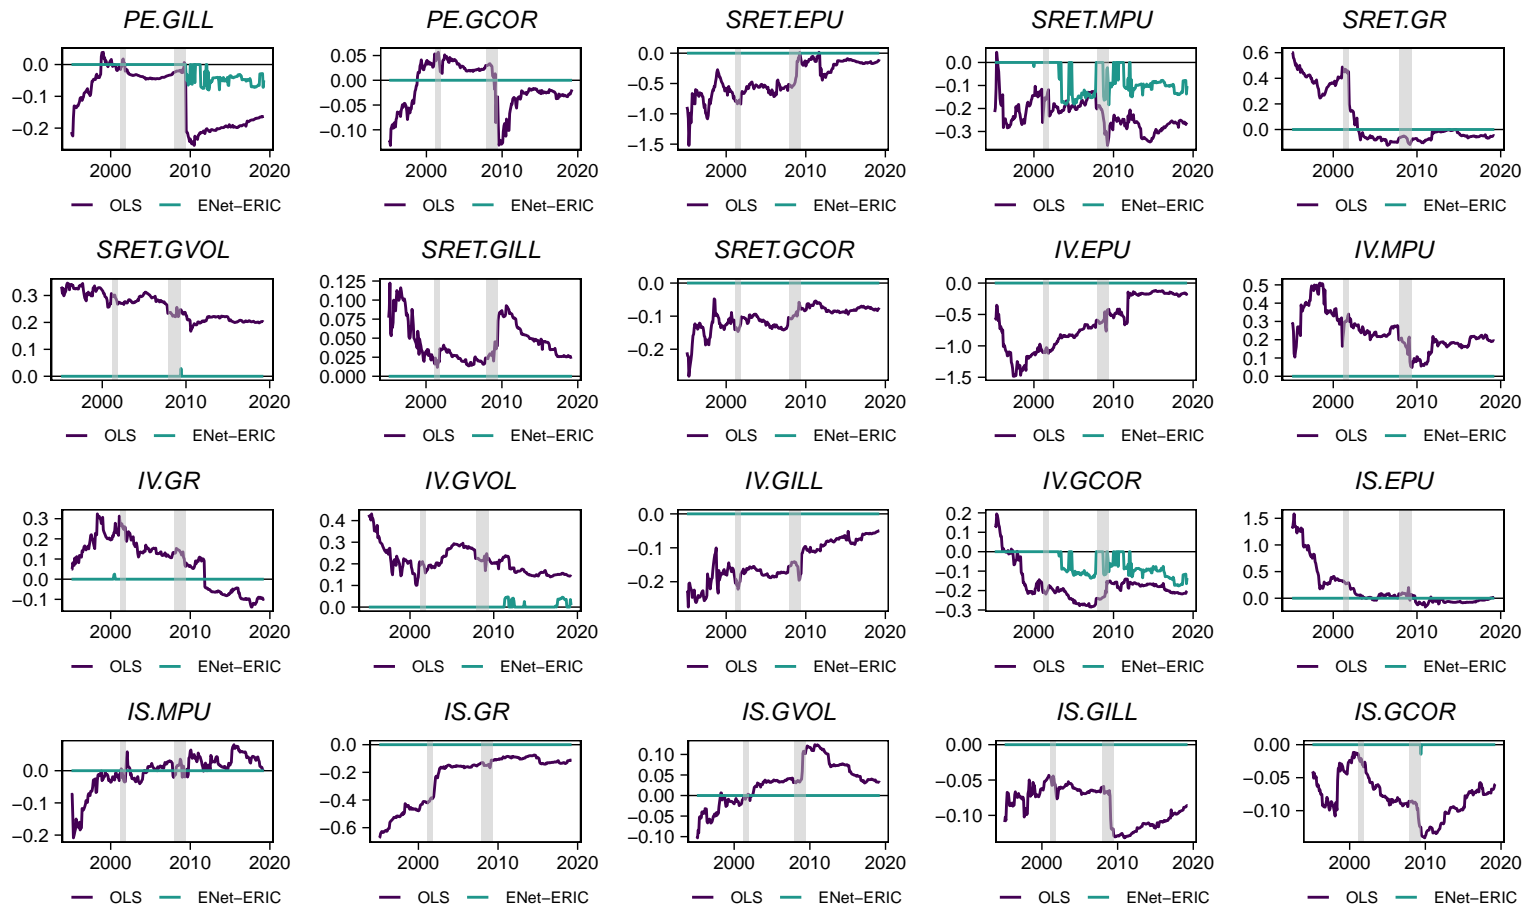 PE.GILL PE.GCOR SRET.EPU SRET.MPU SRET.GR
0.0 −0.1 −0.2 2000 2010 2020
0.05 0.00 −0.05 −0.10 2000 2010 2020
0.0 −0.5 −1.0 −1.5 2000 2010 2020
0.0 −0.1 −0.2 −0.3 2000 2010 2020
0.6 0.4 0.2 0.0 2000 2010 2020
OLS ENet−ERIC OLS ENet−ERIC OLS ENet−ERIC OLS ENet−ERIC OLS ENet−ERIC
SRET.GVOL SRET.GILL SRET.GCOR IV.EPU IV.MPU
0.3 0.2 0.1 0.0 2000 2010 2020
0.125 0.100 0.075 0.050 0.025 0.000 2000 2010 2020
0.0 −0.1 −0.2 2000 2010 2020
0.0 −0.5 −1.0 −1.5 2000 2010 2020
0.5 0.4 0.3 0.2 0.1 0.0 2000 2010 2020
OLS ENet−ERIC OLS ENet−ERIC OLS ENet−ERIC OLS ENet−ERIC OLS ENet−ERIC
IV.GR IV.GVOL IV.GILL IV.GCOR IS.EPU
0.3 0.2 0.1 0.0 −0.1 2000 2010 2020
0.4 0.3 0.2 0.1 0.0 2000 2010 2020
0.0 −0.1 −0.2 2000 2010 2020
0.2 0.1 0.0 −0.1 −0.2 −0.3 2000 2010 2020
1.5 1.0 0.5 0.0 2000 2010 2020
OLS ENet−ERIC OLS ENet−ERIC OLS ENet−ERIC OLS ENet−ERIC OLS ENet−ERIC
IS.MPU IS.GR IS.GVOL IS.GILL IS.GCOR
0.0 −0.1 −0.2 2000 2010 2020
0.0 −0.2 −0.4 −0.6 2000 2010 2020
0.10 0.05 0.00 −0.05 −0.10 2000 2010 2020
0.00 −0.05 −0.10 2000 2010 2020
0.00 −0.05 −0.10 2000 2010 2020
OLS ENet−ERIC OLS ENet−ERIC OLS ENet−ERIC OLS ENet−ERIC OLS ENet−ERIC